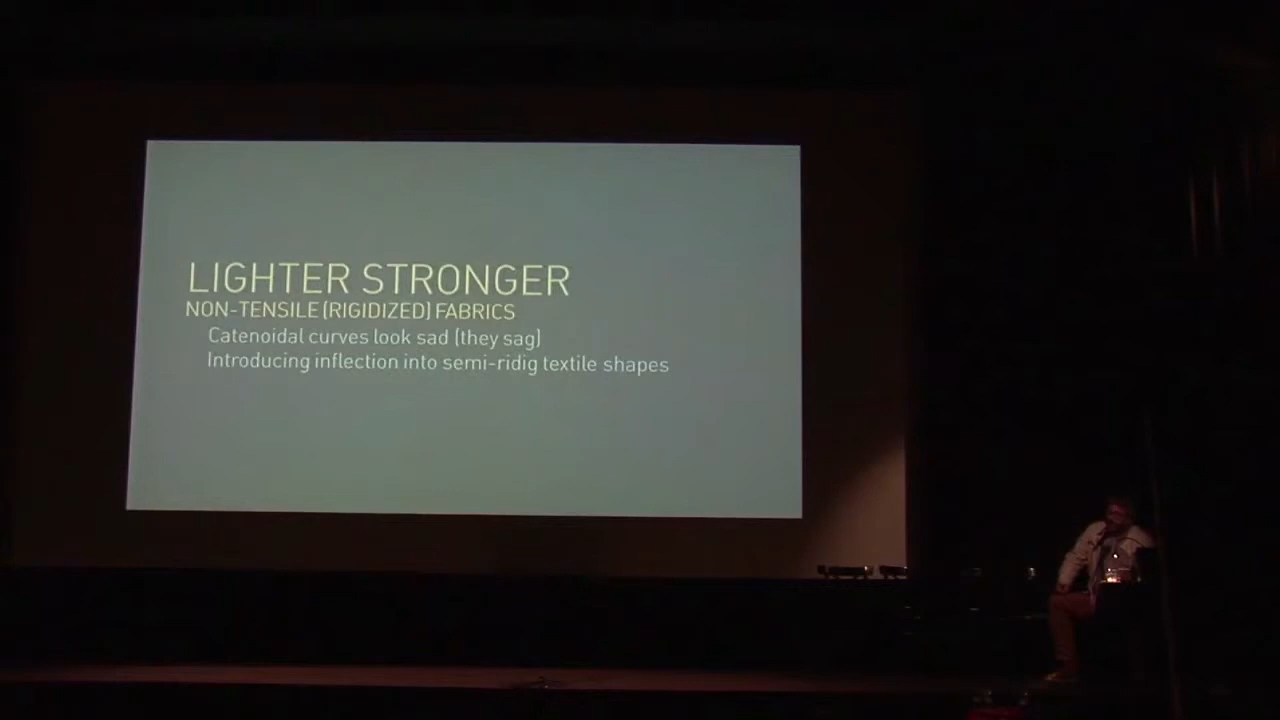 LIGHTER STRONGER
NON-TENSILE (RIGIDIZED) FABRICS
Catenoidal curves look sad (they sag)
Introducing inflection into semi-ridig textile shapes